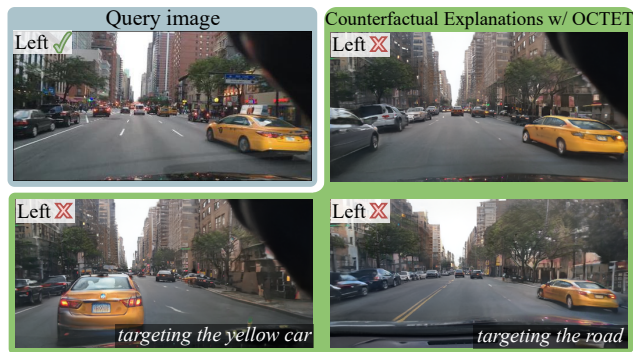 Query image
Counterfactual Explanations w/ OCTET
Left
Left
Left
Left
targeting the yellow car
targeting the road